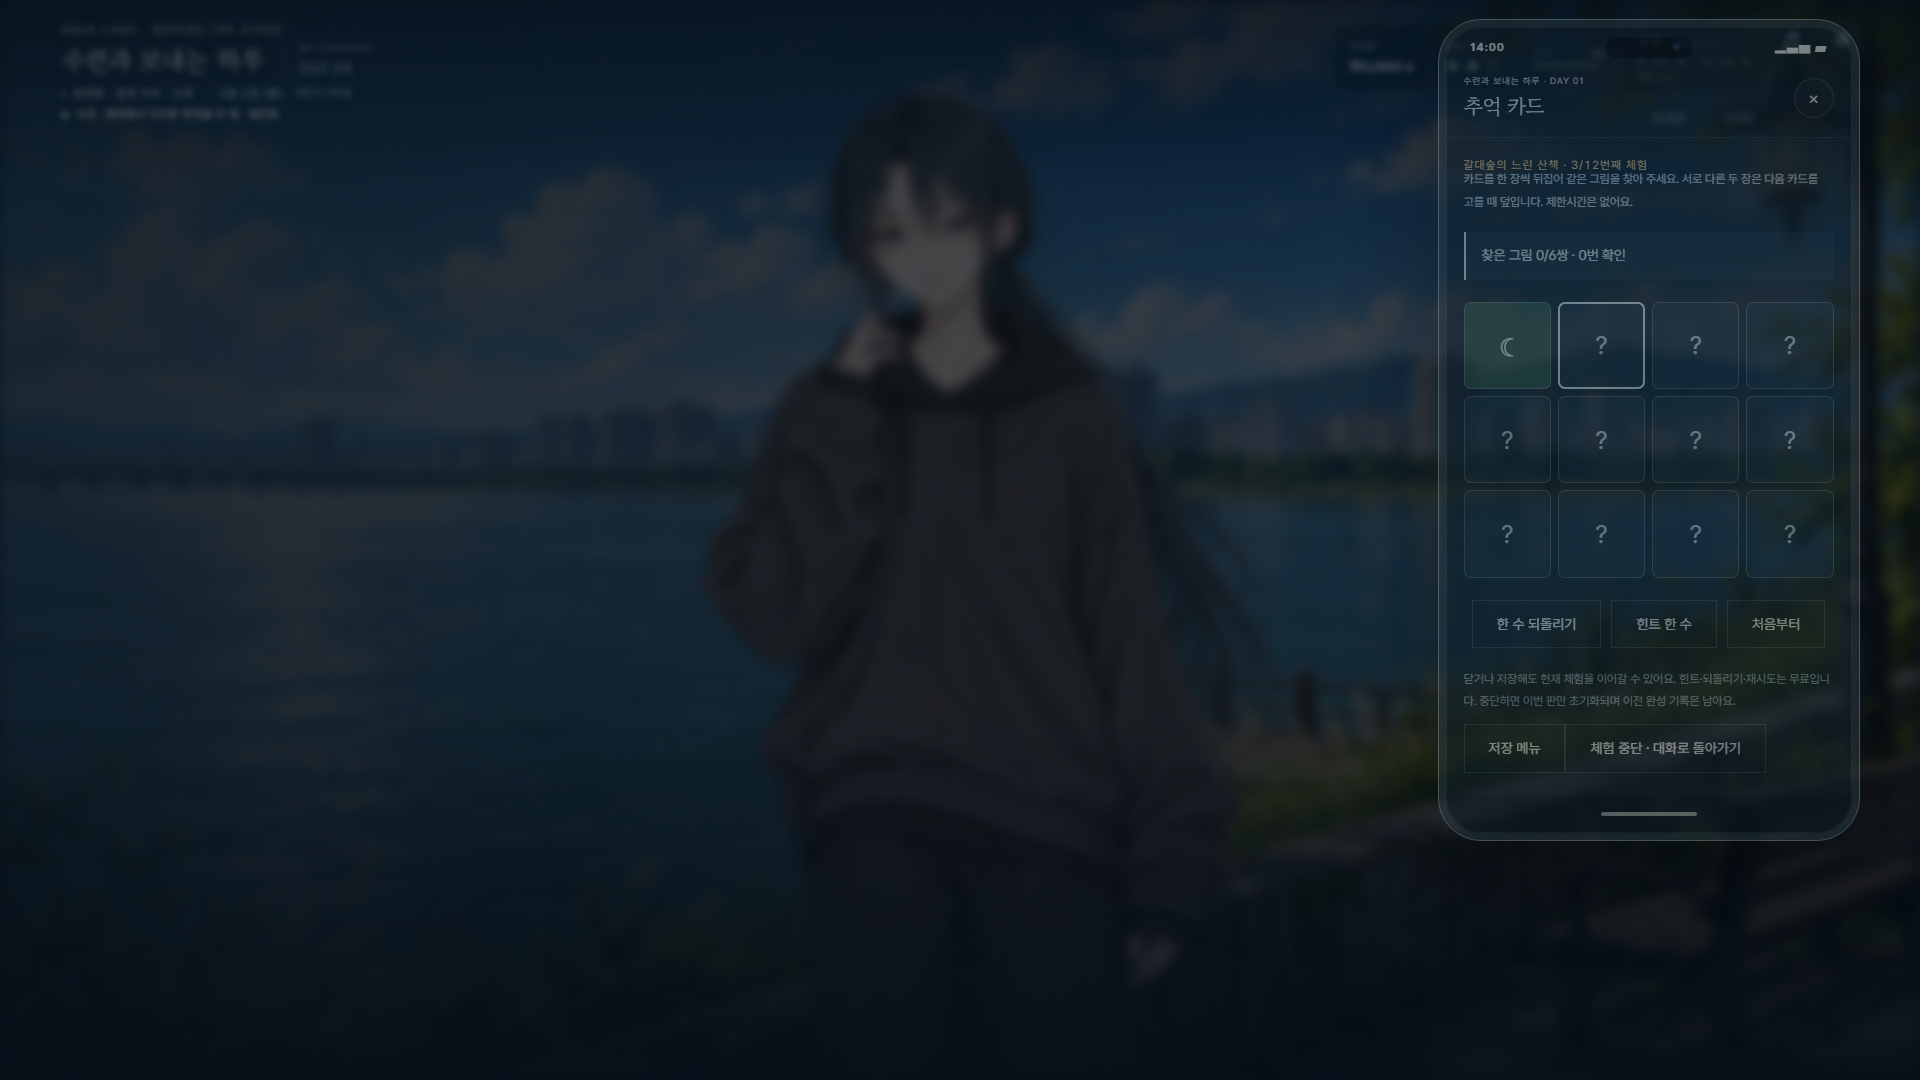 수련과 보내는 하루
14:00
수련과 보내는 하루 · DAY 01
추억 카드
×
갈대숲의 느린 산책 · 3/12번째 체험
카드를 한 장씩 뒤집어 같은 그림을 찾아 주세요. 서로 다른 두 장은 다음 카드를
고를 때 덮입니다. 제한시간은 없어요.
찾은 그림 0/6쌍 · 0번 확인
☾ ? ? ?
? ? ? ?
? ? ? ?
한 수 되돌리기 힌트 한 수 처음부터
닫거나 저장해도 현재 체험을 이어갈 수 있어요. 힌트·되돌리기·재시도는 무료입니
다. 중단하면 이번 판만 초기화되며 이전 완성 기록은 남아요.
저장 메뉴 체험 중단 · 대화로 돌아가기